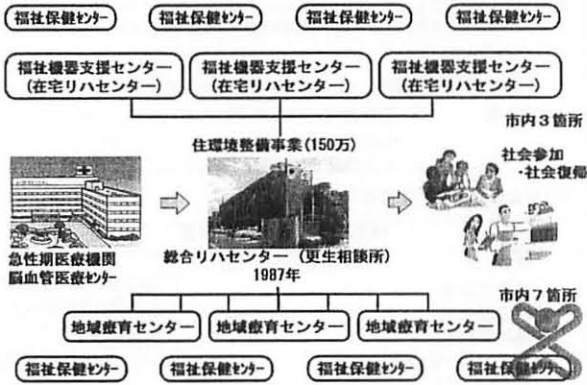 福祉保健センター
福祉保健センター
福祉保健センター
福祉保健センター
福祉機器支援センター
(在宅リハセンター)
福祉機器支援センター
(在宅リハセンター)
福祉機器支援センター
(在宅リハセンター)
市内3箇所
住環境整備事業(150万)
社会参加
・社会復帰
急性期医療機関
脳血管医療センター
総合リハセンター (更生相談所)
1987年
市内7箇所
地域療育センター
地域療育センター
地域療育センター
福祉保健センター
福祉保健センター
福祉保健センター
福祉保健センター